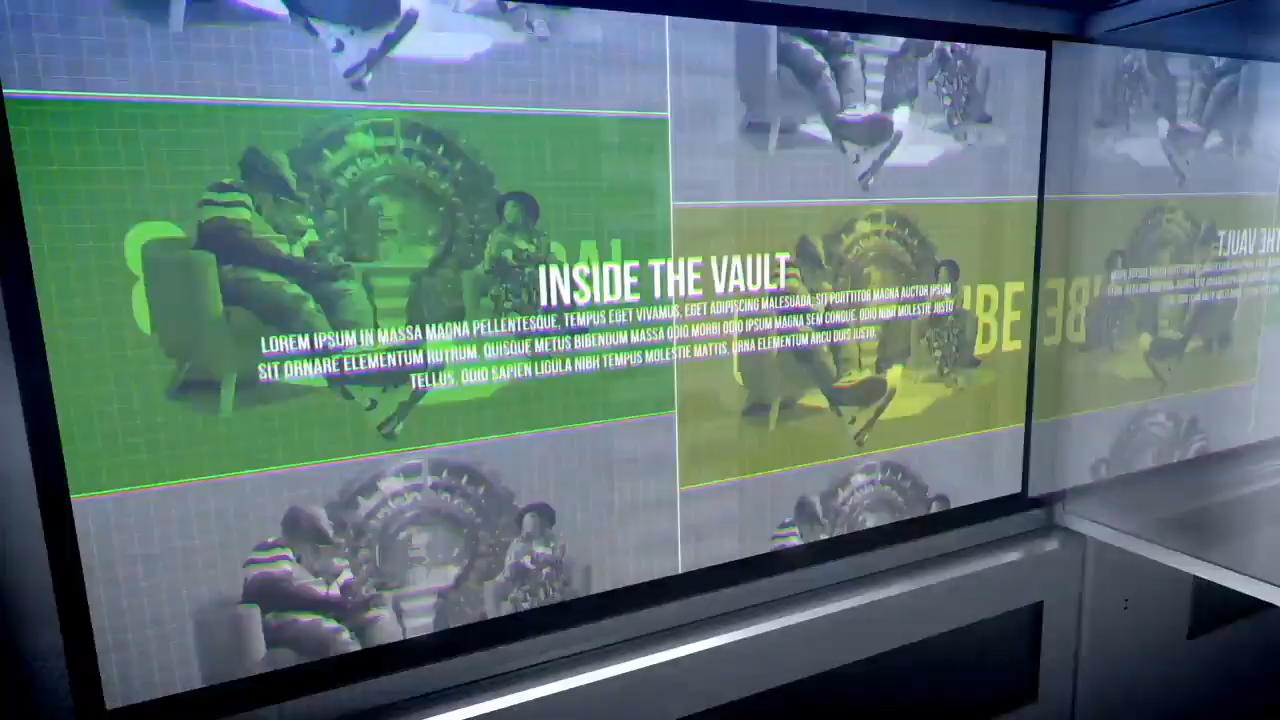 INSIDE THE VAULT
LOREM IPSUM IN MASSA MAGNA PELLENTESQUE, TEMPUS EGET VIVAMUS, EGET ADIPISCING MALESUADA, SIT PORTTITOR MAGNA AUCTOR IPSUM
SIT ORNARE ELEMENTUM RUTRUM, QUISQUE METUS BIBENDUM MASSA ODIO MORBI ODIO IPSUM MAGNA SEM CONGUE, ODIO NIBH MOLESTIE JUSTO
TELLUS, ODIO SAPIEN LIGULA NIBH TEMPUS MOLESTIE MATTIS, URNA ELEMENTUM ARCU DUIS JUSTO.